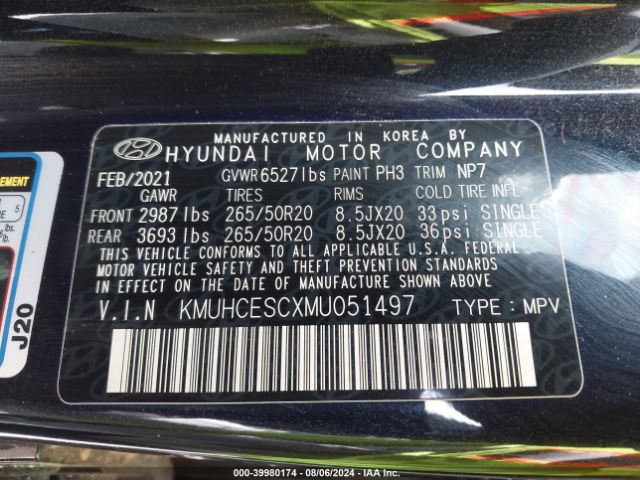 MANUFACTURED IN KOREA BY
HYUNDAI MOTOR COMPANY
FEB/2021 GVWR 6527lbs PAINT PH3 TRIM NP7
GAWR TIRES RIMS COLD TIRE INFL
FRONT 2987lbs 265/50R20 8.5JX20 33psi SINGLE
REAR 3693lbs 265/50R20 8.5JX20 36psi SINGLE
THIS VEHICLE CONFORMS TO ALL APPLICABLE U.S.A. FEDERAL
MOTOR VEHICLE SAFETY AND THEFT PREVENTION STANDARDS
IN EFFECT ON THE DATE OF MANUFACTURE SHOWN ABOVE
V.I.N KMUHCESCXMU051497 TYPE: MPV
5
lbs.
lb.
J20
000-39980174 - 08/06/2024 - IAA Inc.